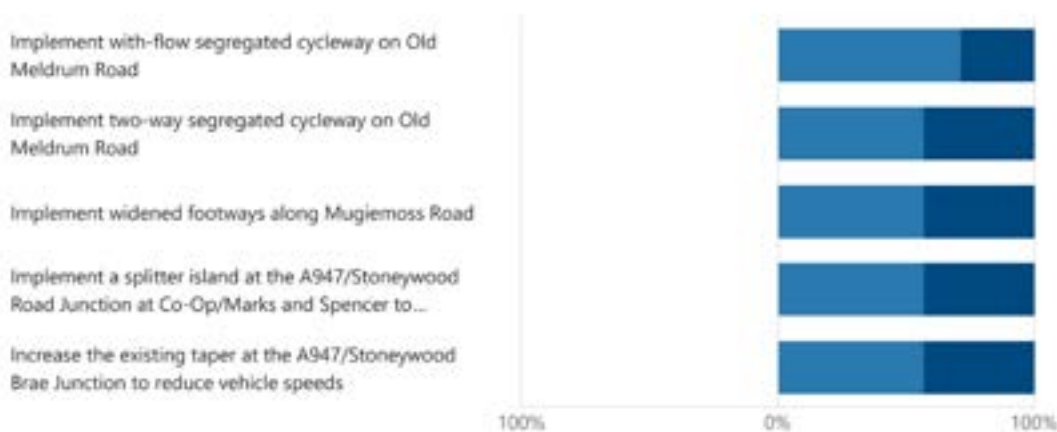 Implement with-flow segregated cycleway on Old
Meldrum Road
Implement two-way segregated cycleway on Old
Meldrum Road
Implement widened footways along Mugiemoss Road
Implement a splitter island at the A947/Stoneywood
Road Junction at Co-Op/Marks and Spencer to...
Increase the existing taper at the A947/Stoneywood
Brae Junction to reduce vehicle speeds
100% 0% 100%